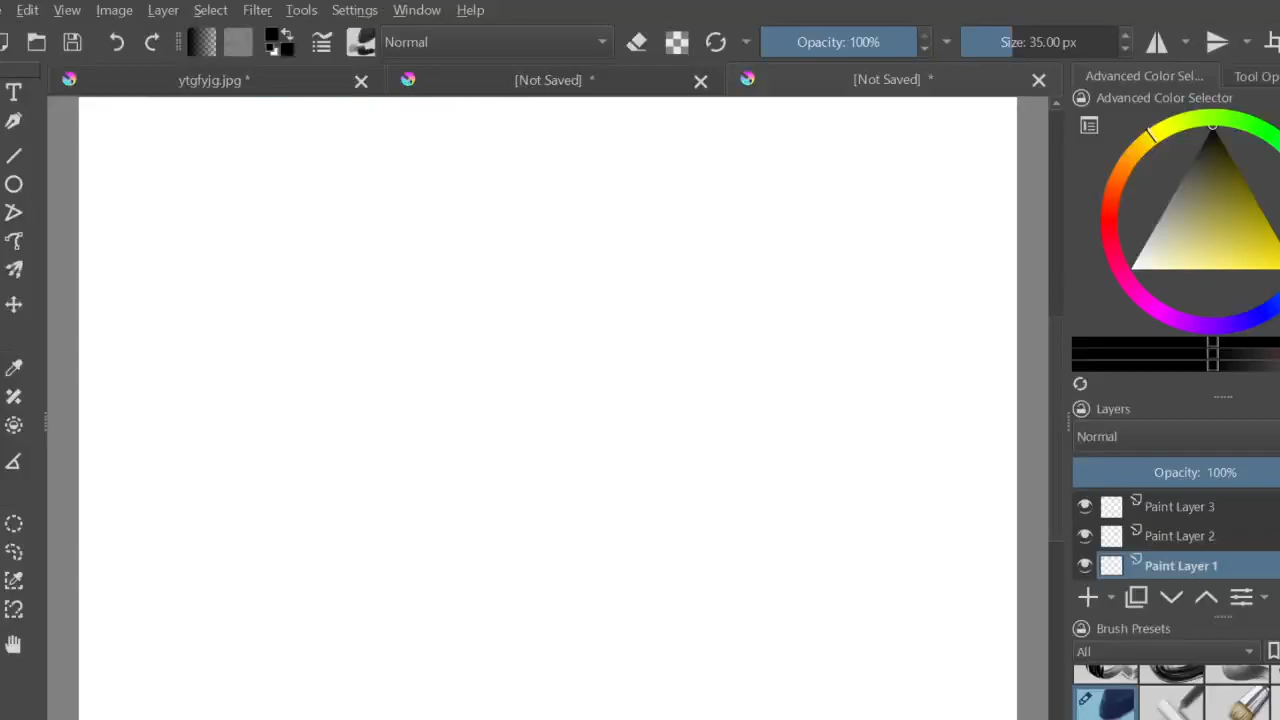 Edit View Image Layer Select Filter Tools Settings Window Help
Normal Opacity: 100% Size: 35.00 px
ytgfyjg.jpg * [Not Saved] * [Not Saved] *
Advanced Color Sel... Tool Op
Advanced Color Selector
Layers
Normal
Opacity: 100%
Paint Layer 3
Paint Layer 2
Paint Layer 1
Brush Presets
All